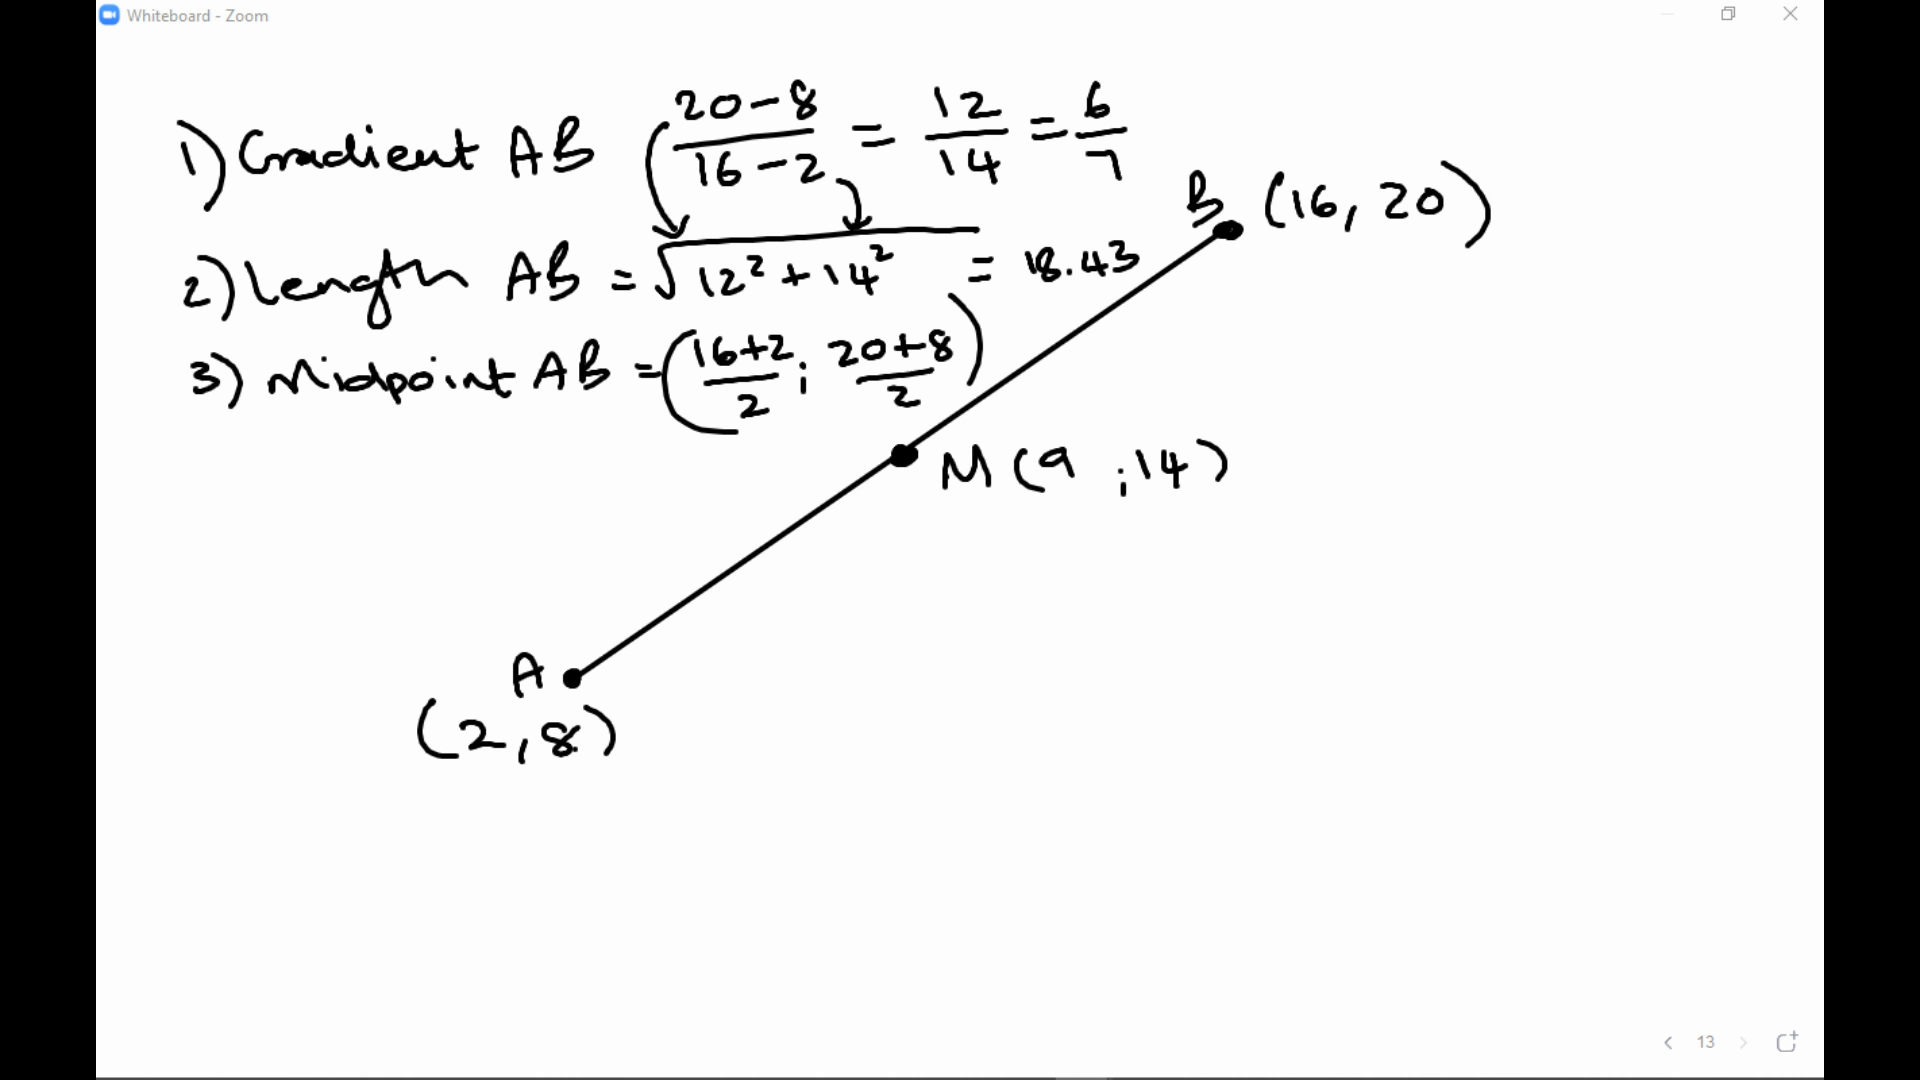 Whiteboard - Zoom
1) Gradient AB (20-8)/(16-2) = 12/14 = 6/7
B (16, 20)
2) Length AB = √(12² + 14²) = 18.43
3) Midpoint AB = ((16+2)/2 ; (20+8)/2)
M (9 ; 14)
A
(2, 8)
13